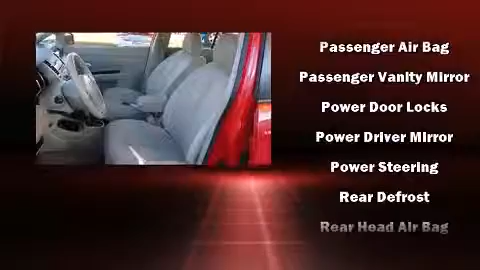 Passenger Air Bag
Passenger Vanity Mirror
Power Door Locks
Power Driver Mirror
Power Steering
Rear Defrost
Rear Head Air Bag